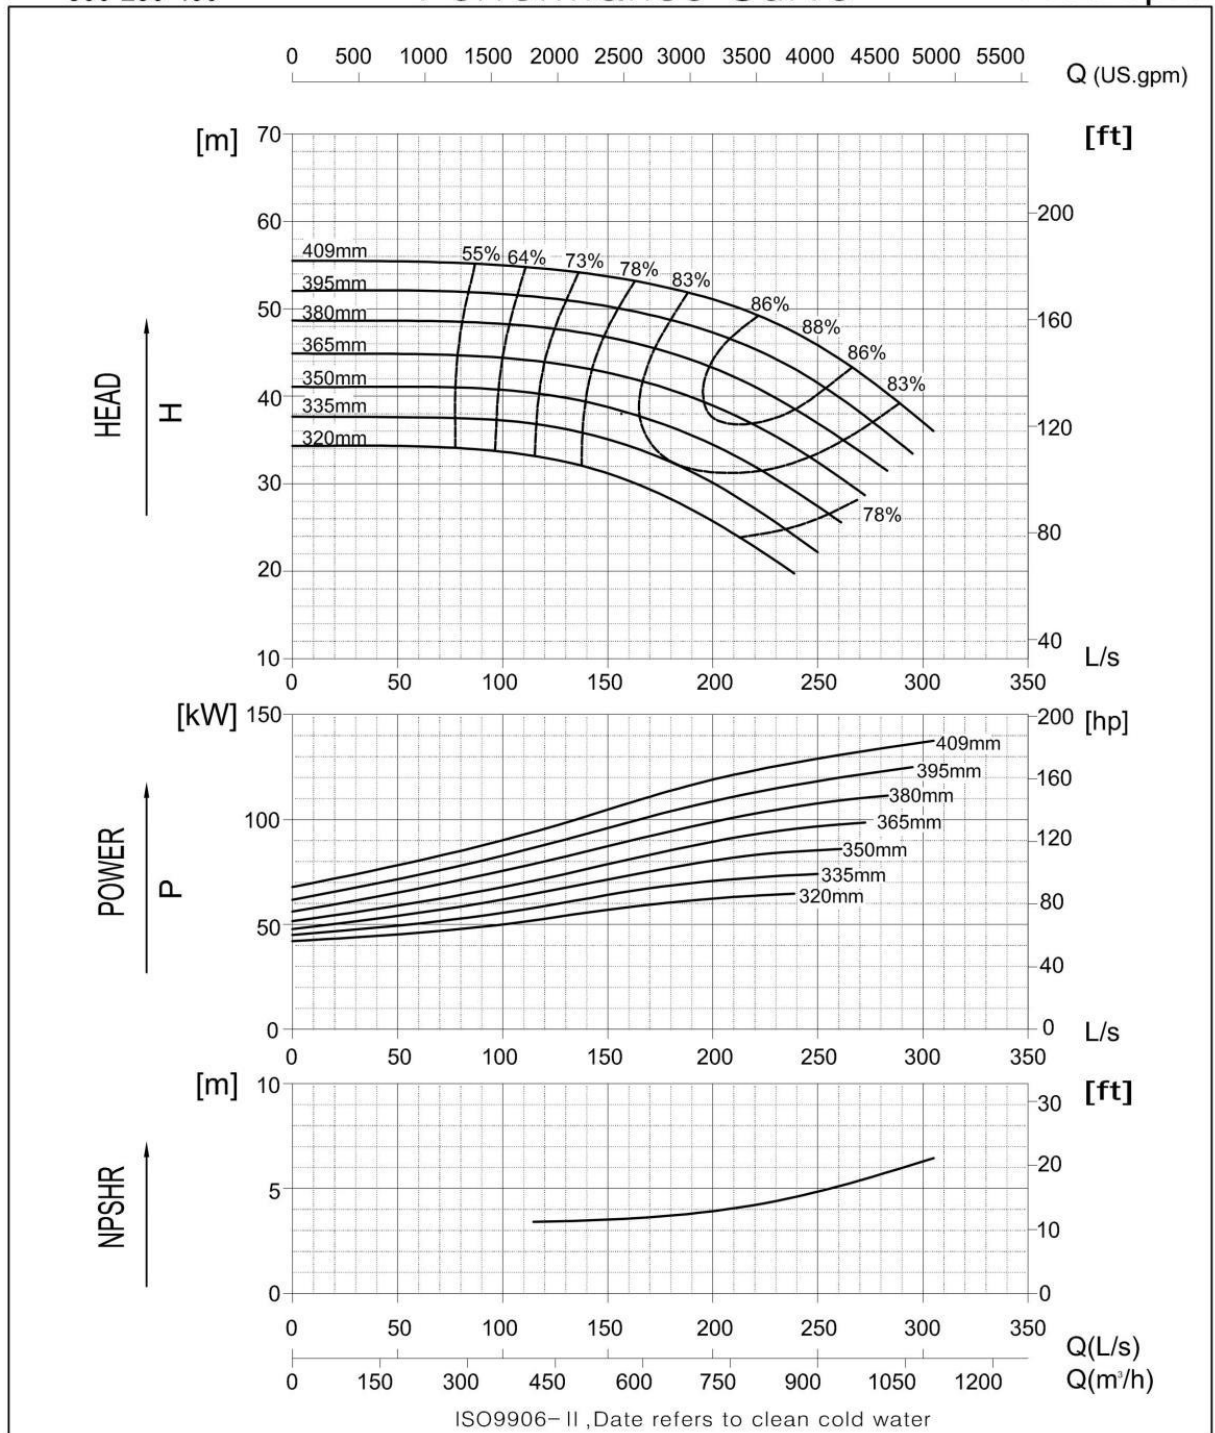 0 500 1000 1500 2000 2500 3000 3500 4000 4500 5000 5500
Q (US.gpm)
[m] 70 [ft]
60 200
409mm 55% 64% 73% 78% 83%
395mm 86%
50 380mm 88% 160
365mm 86%
350mm 83%
40 335mm 120
320mm
30
78%
80
20
40
10 L/s
0 50 100 150 200 250 300 350
HEAD
H
[kW] 150 200 [hp]
409mm
395mm 160
380mm
100 365mm 120
350mm
335mm
320mm 80
50
40
0 0 L/s
0 50 100 150 200 250 300 350
POWER
P
[m] 10 30 [ft]
20
5
10
0 0
NPSHR
0 50 100 150 200 250 300 350
Q(L/s)
0 150 300 450 600 750 900 1050 1200 Q(m³/h)
ISO9906-II ,Date refers to clean cold water